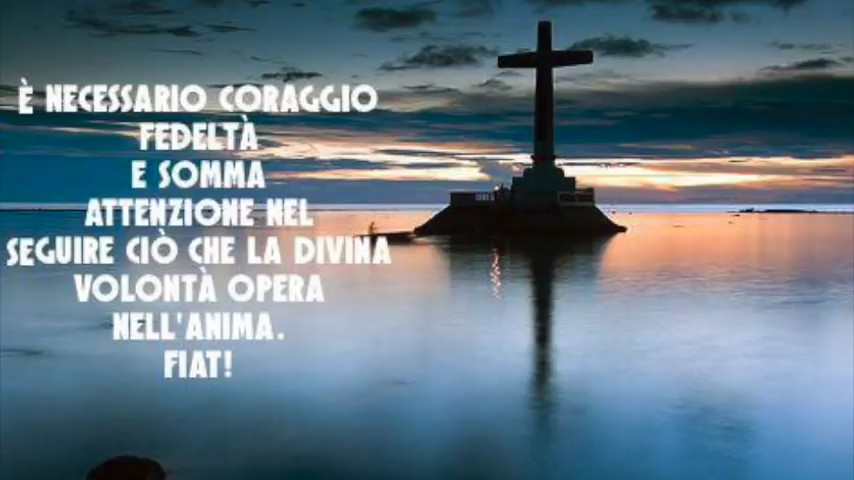 È NECESSARIO CORAGGIO
FEDELTÀ
E SOMMA
ATTENZIONE NEL
SEGUIRE CIÒ CHE LA DIVINA
VOLONTÀ OPERA
NELL'ANIMA.
FIAT!